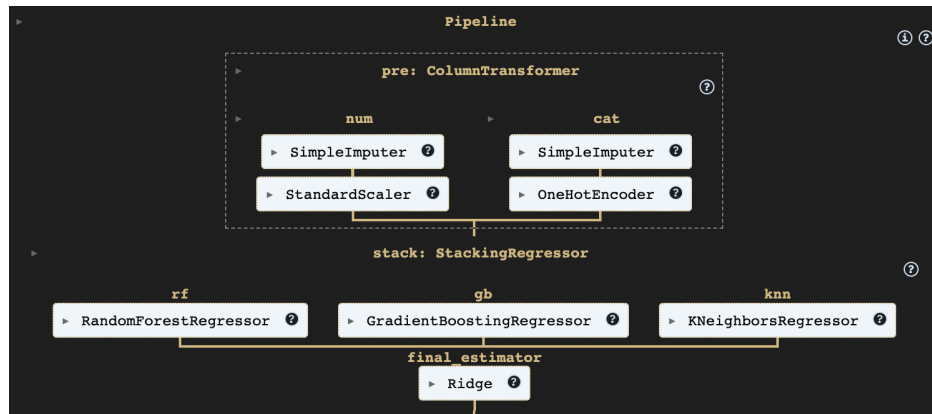 Pipeline
pre: ColumnTransformer
num cat
SimpleImputer ? SimpleImputer ?
StandardScaler ? OneHotEncoder ?
stack: StackingRegressor
rf gb knn
RandomForestRegressor ? GradientBoostingRegressor ? KNeighborsRegressor ?
final_estimator
Ridge ?